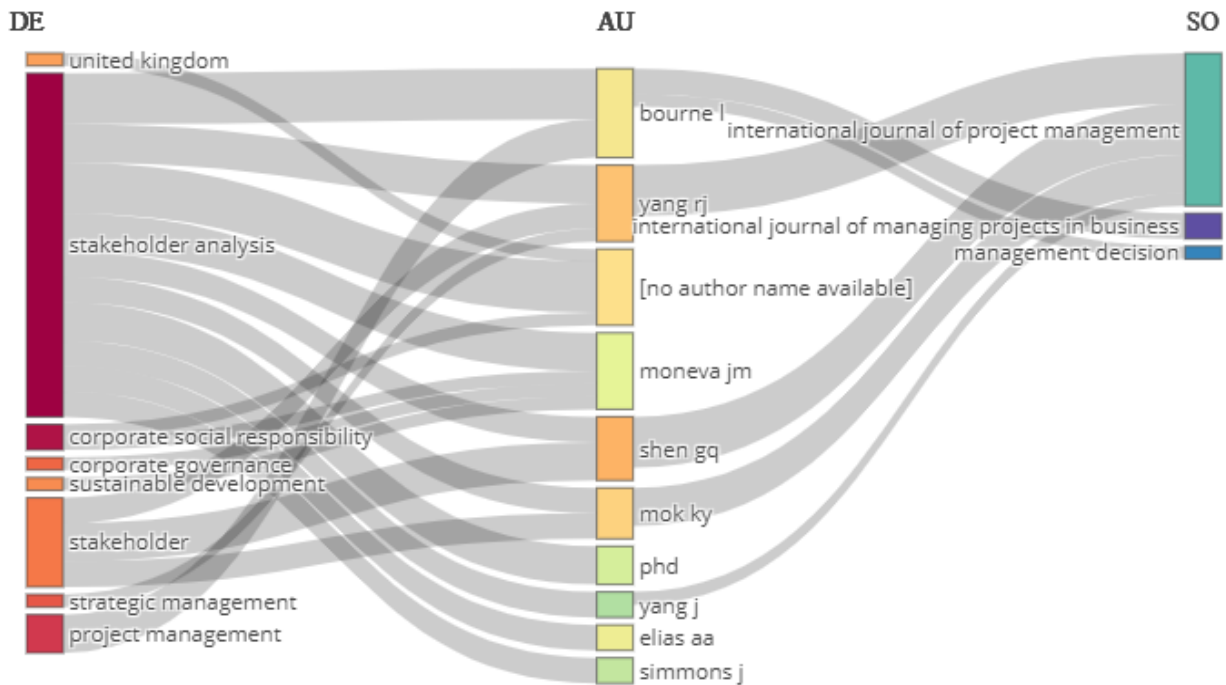 DE
AU
SO
united kingdom
stakeholder analysis
corporate social responsibility
corporate governance
sustainable development
stakeholder
strategic management
project management
bourne l
yang rj
[no author name available]
moneva jm
shen gq
mok ky
phd
yang j
elias aa
simmons j
international journal of project management
international journal of managing projects in business
management decision